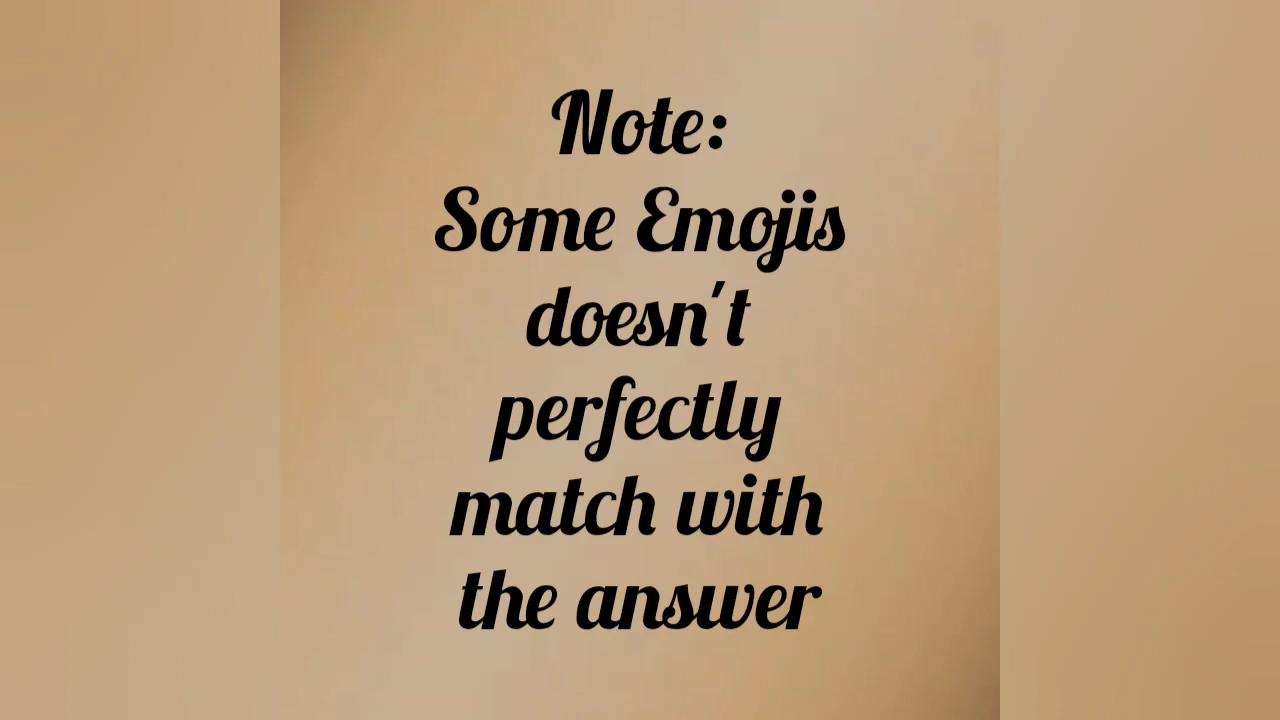 Note:
Some Emojis
doesn't
perfectly
match with
the answer